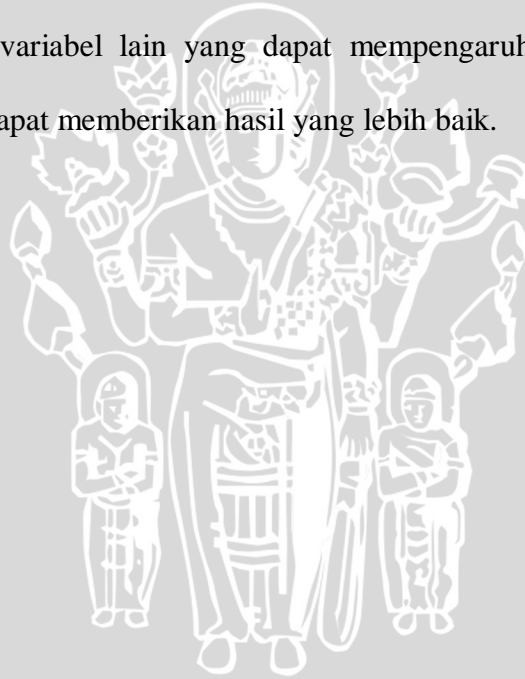 variabel lain yang dapat mempengaruh
apat memberikan hasil yang lebih baik.